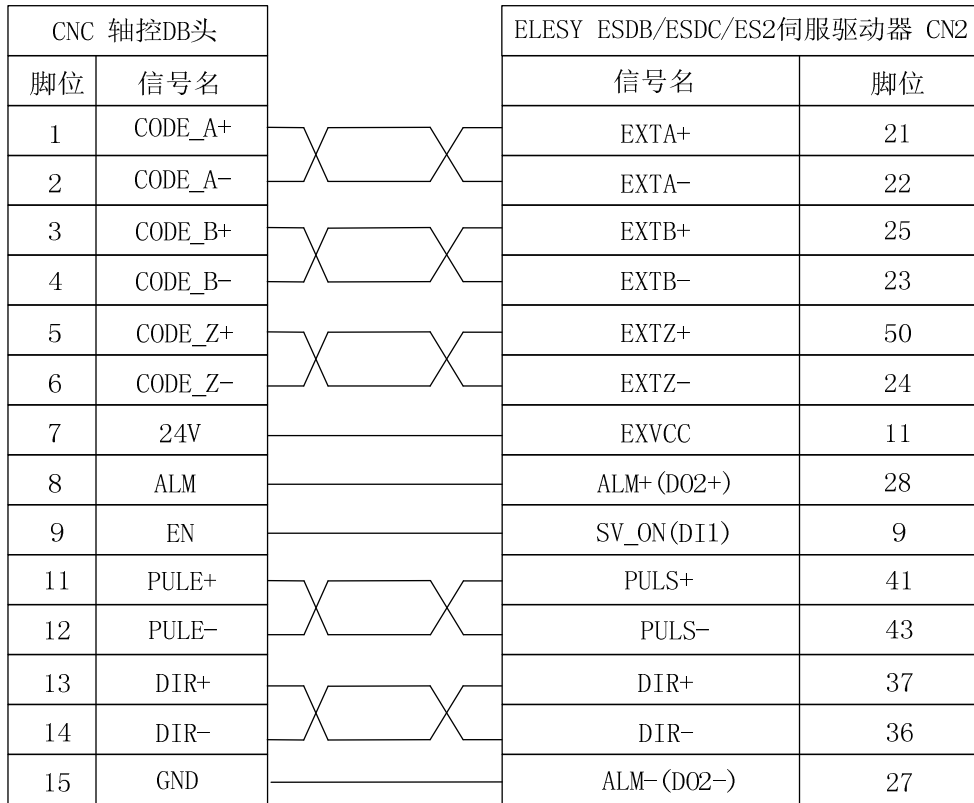 CNC 轴控DB头 ELESY ESDB/ESDC/ES2伺服驱动器 CN2
脚位 信号名 信号名 脚位
1 CODE_A+ EXTA+ 21
2 CODE_A- EXTA- 22
3 CODE_B+ EXTB+ 25
4 CODE_B- EXTB- 23
5 CODE_Z+ EXTZ+ 50
6 CODE_Z- EXTZ- 24
7 24V EXVCC 11
8 ALM ALM+(DO2+) 28
9 EN SV_ON(DI1) 9
11 PULE+ PULS+ 41
12 PULE- PULS- 43
13 DIR+ DIR+ 37
14 DIR- DIR- 36
15 GND ALM-(DO2-) 27